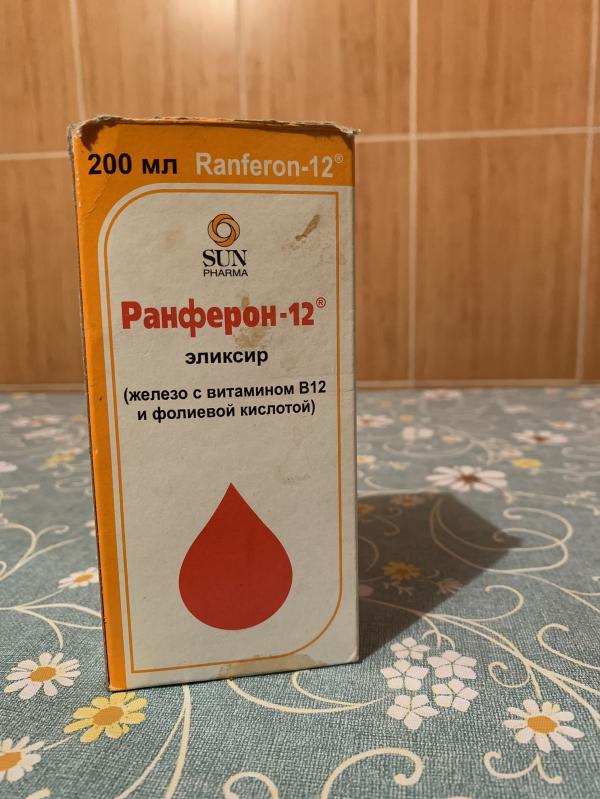 200 мл Ranferon-12®
SUN
PHARMA
Ранферон-12®
эликсир
(железо с витамином В12
и фолиевой кислотой)